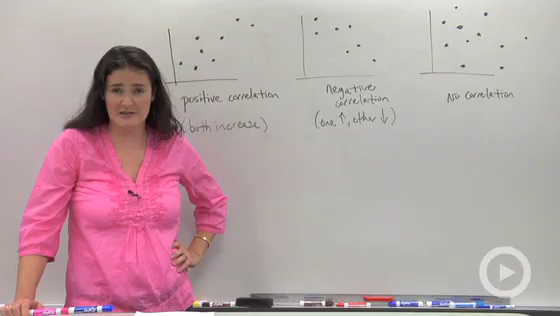 positive correlation
both increase)
negative
correlation
(one ↑, other ↓)
No correlation